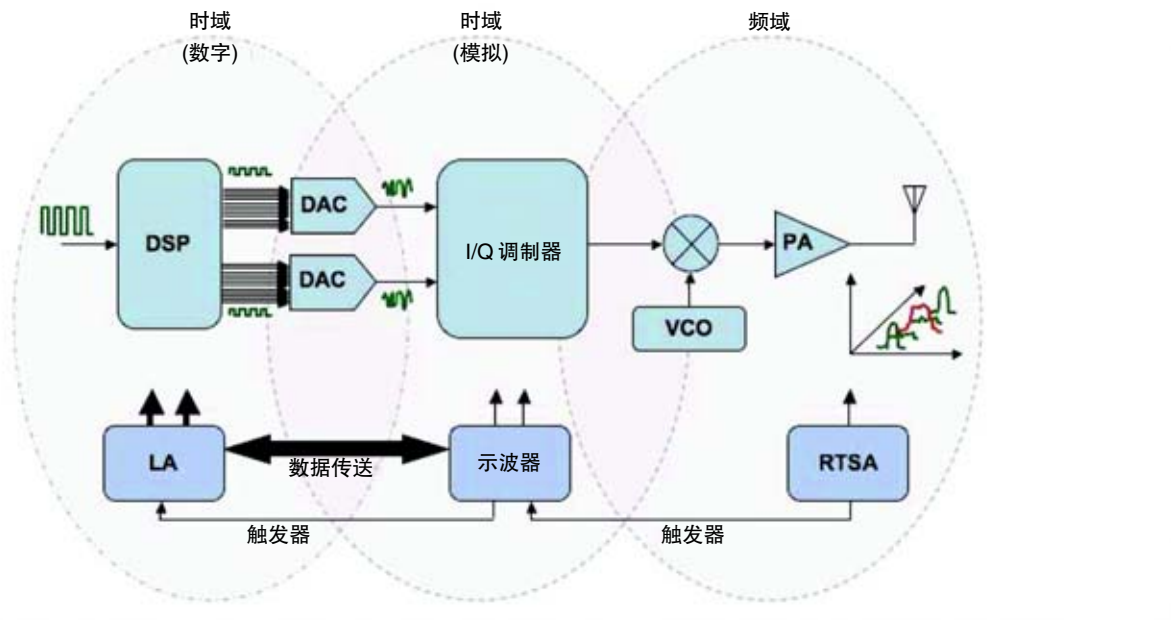 时域
(数字)
时域
(模拟)
频域
DSP
DAC
DAC
I/Q 调制器
PA
VCO
LA
数据传送
示波器
RTSA
触发器
触发器